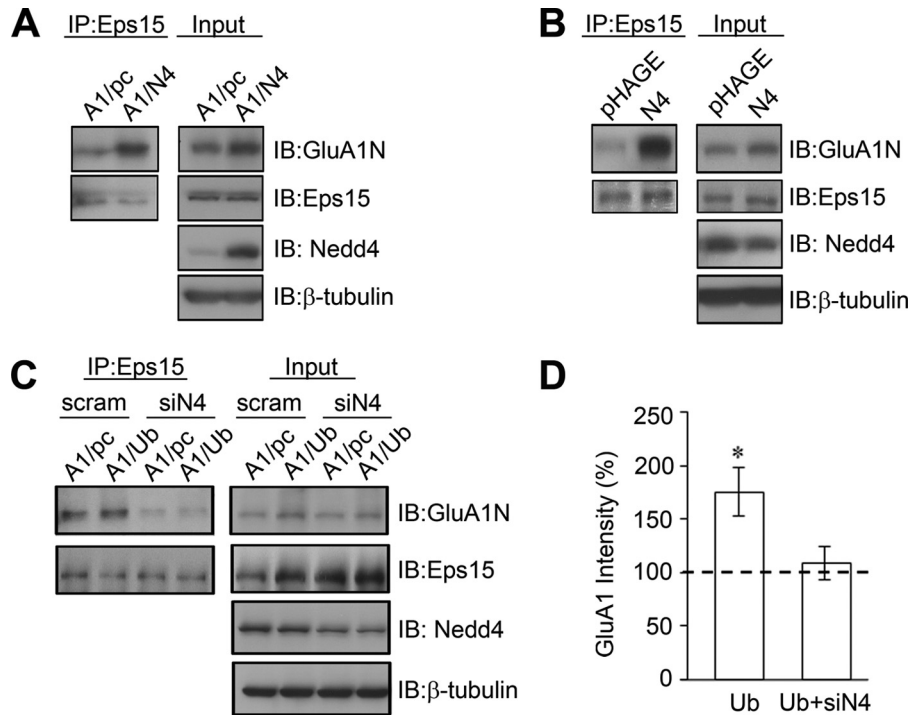 A
IP:Eps15 Input
A1/pc A1/N4 A1/pc A1/N4
IB:GluA1N
IB:Eps15
IB: Nedd4
IB:β-tubulin
B
IP:Eps15 Input
pHAGE N4 pHAGE N4
IB:GluA1N
IB:Eps15
IB: Nedd4
IB:β-tubulin
C
IP:Eps15 Input
scram siN4 scram siN4
A1/pc A1/Ub A1/pc A1/Ub A1/pc A1/Ub A1/pc A1/Ub
IB:GluA1N
IB:Eps15
IB: Nedd4
IB:β-tubulin
D
GluA1 Intensity (%)
250
200
150
100
50
0
*
Ub Ub+siN4